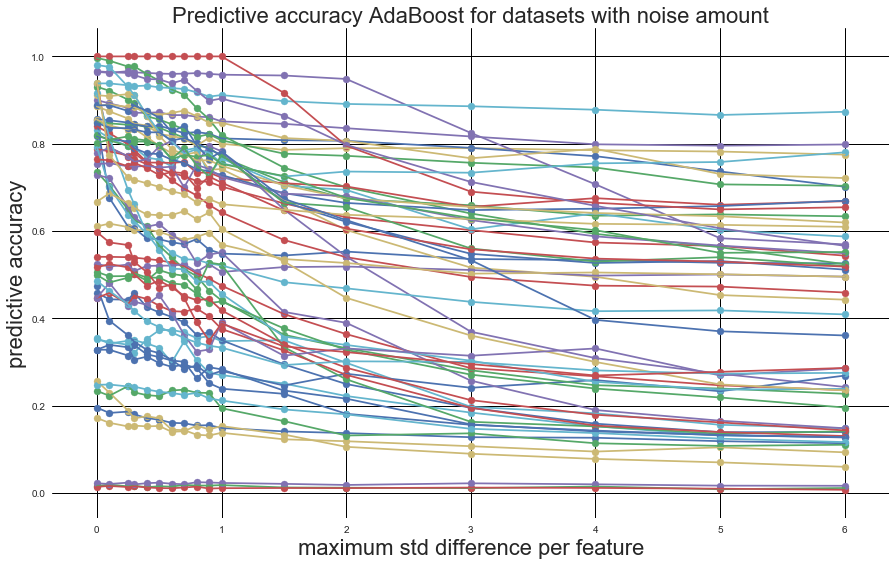 Predictive accuracy AdaBoost for datasets with noise amount
predictive accuracy
1.0
0.8
0.6
0.4
0.2
0.0
0 1 2 3 4 5 6
maximum std difference per feature